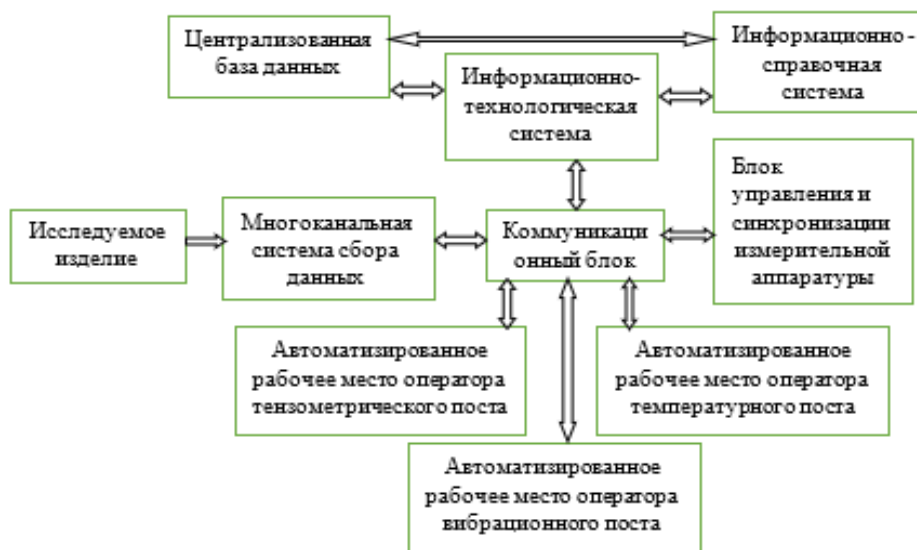 Централизованная
база данных
Информационно-
технологическая
система
Информационно -
справочная
система
Исследуемое
изделие
Многоканальная
система сбора
данных
Коммуникаци
онный блок
Блок
управления и
синхронизации
измерительной
аппаратуры
Автоматизированное
рабочее место оператора
тензометрического поста
Автоматизированное
рабочее место оператора
температурного поста
Автоматизированное
рабочее место оператора
вибрационного поста